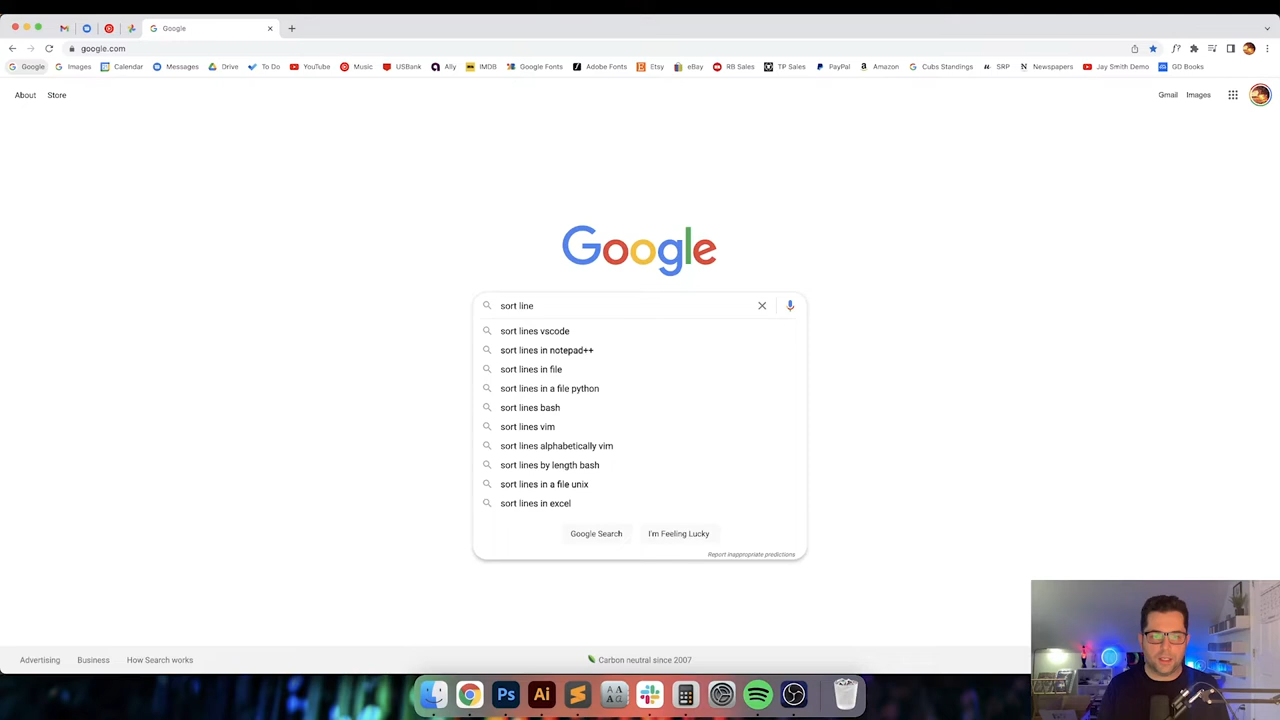 Google
google.com
Google Images Calendar Messages Drive To Do YouTube Music USBank Ally IMDB Google Fonts Adobe Fonts Etsy eBay RB Sales TP Sales PayPal Amazon Cubs Standings SRP Newspapers Jay Smith Demo GD Books
About Store Gmail Images
Google
sort line
sort lines vscode
sort lines in notepad++
sort lines in file
sort lines in a file python
sort lines bash
sort lines vim
sort lines alphabetically vim
sort lines by length bash
sort lines in a file unix
sort lines in excel
Google Search I'm Feeling Lucky
Report inappropriate predictions
Advertising Business How Search works Carbon neutral since 2007
Ps Ai